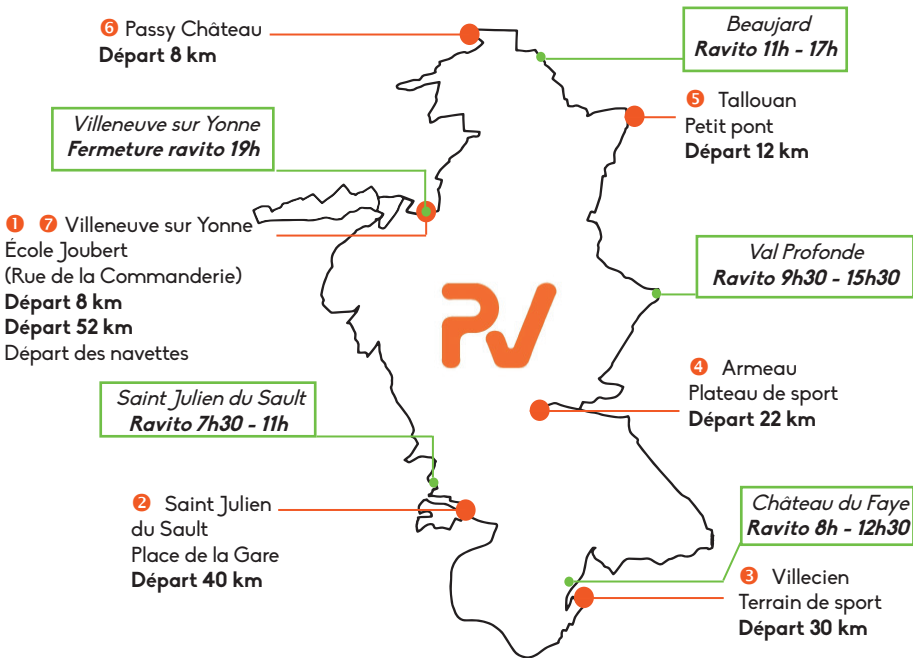 ❻ Passy Château
Départ 8 km
Beaujard
Ravito 11h - 17h
❺ Tallouan
Petit pont
Départ 12 km
Villeneuve sur Yonne
Fermeture ravito 19h
❶ ❼ Villeneuve sur Yonne
École Joubert
(Rue de la Commanderie)
Départ 8 km
Départ 52 km
Départ des navettes
Val Profonde
Ravito 9h30 - 15h30
PV
❹ Armeau
Plateau de sport
Départ 22 km
Saint Julien du Sault
Ravito 7h30 - 11h
❷ Saint Julien
du Sault
Place de la Gare
Départ 40 km
Château du Faye
Ravito 8h - 12h30
❸ Villecien
Terrain de sport
Départ 30 km